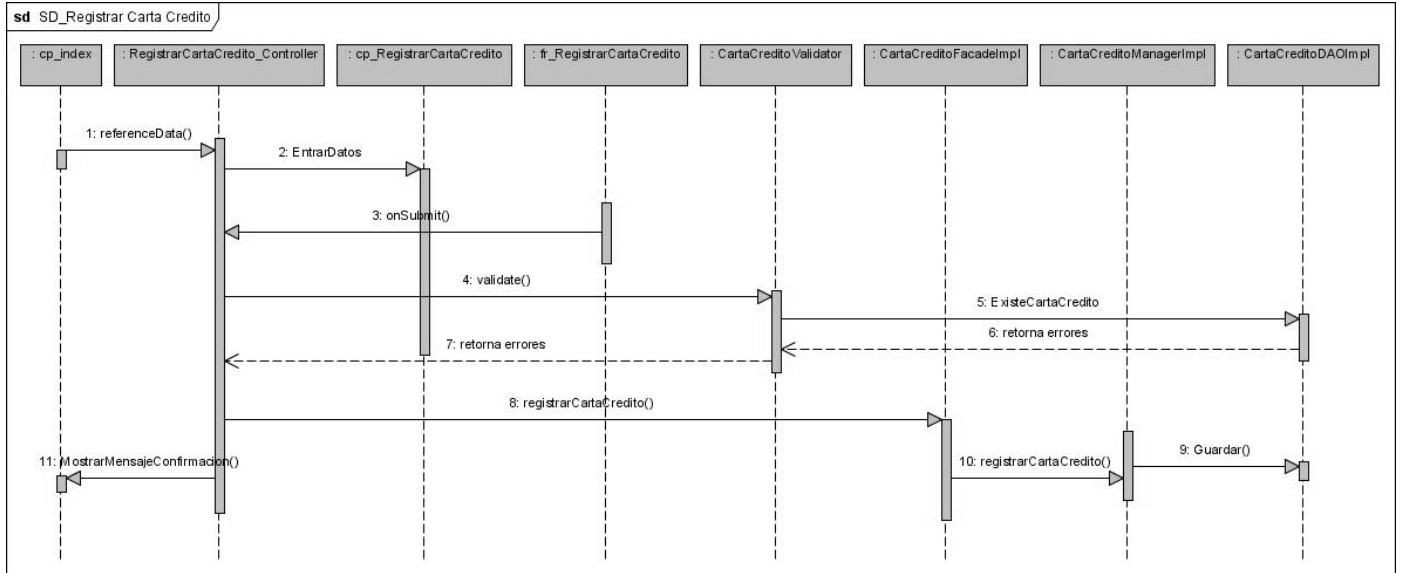 sd SD_Registrar Carta Credito
: cp_index
: RegistrarCartaCredito_Controller
: cp_RegistrarCartaCredito
: fr_RegistrarCartaCredito
: CartaCreditoValidator
: CartaCreditoFacadeImpl
: CartaCreditoManagerImpl
: CartaCreditoDAOImpl
1: referenceData()
2: EntrarDatos
3: onSubmit()
4: validate()
5: ExisteCartaCredito
6: retorna errores
7: retorna errores
8: registrarCartaCredito()
9: Guardar()
10: registrarCartaCredito()
11: MostrarMensajeConfirmacion()